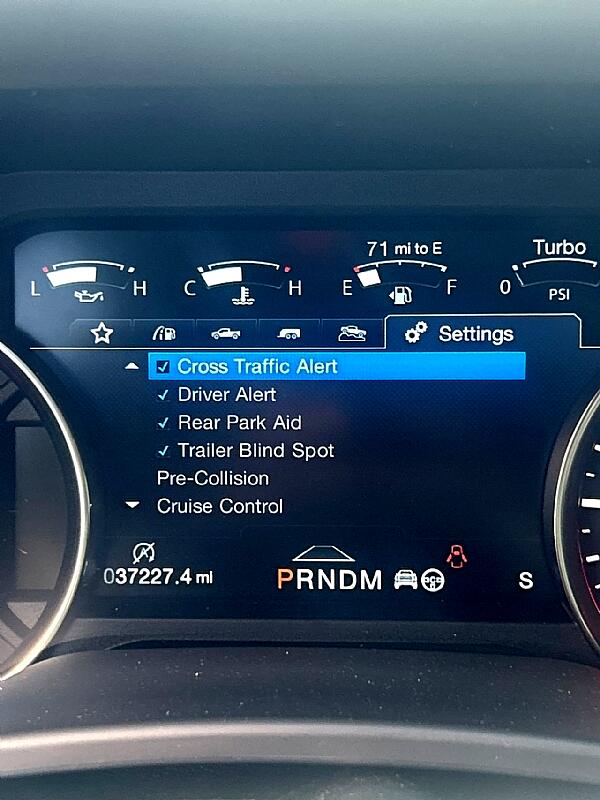 71 mi to E
Turbo
L H C H E F 0
PSI
Settings
Cross Traffic Alert
Driver Alert
Rear Park Aid
Trailer Blind Spot
Pre-Collision
Cruise Control
037227.4 mi
PRNDM
S